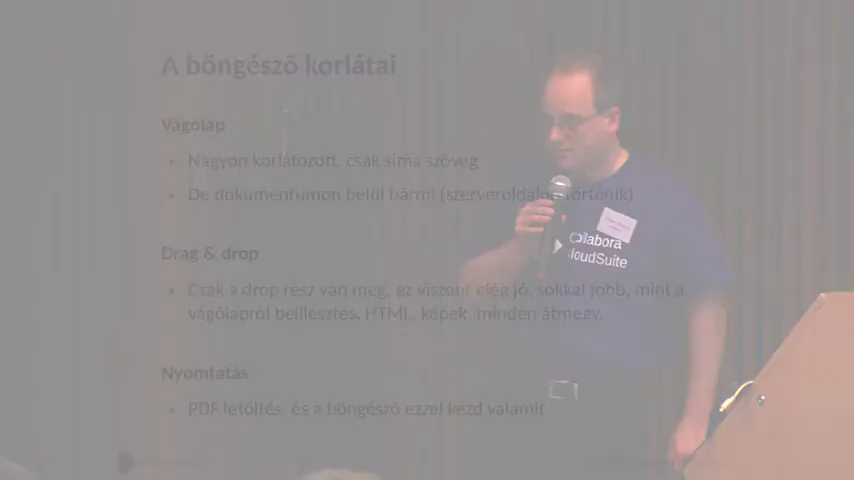 A böngésző korlátai
Vágólap
• Nagyon korlátozott, csak sima szöveg
• De dokumentumon belül bármi (szerveroldalon történik)
Collabora
CloudSuite
Drag & drop
• Csak a drop rész van meg, ez viszont elég jó, sokkal jobb, mint a
vágólapról beillesztés. HTML, képek, minden átmegy.
Nyomtatás
• PDF letöltés, és a böngésző ezzel kezd valamit